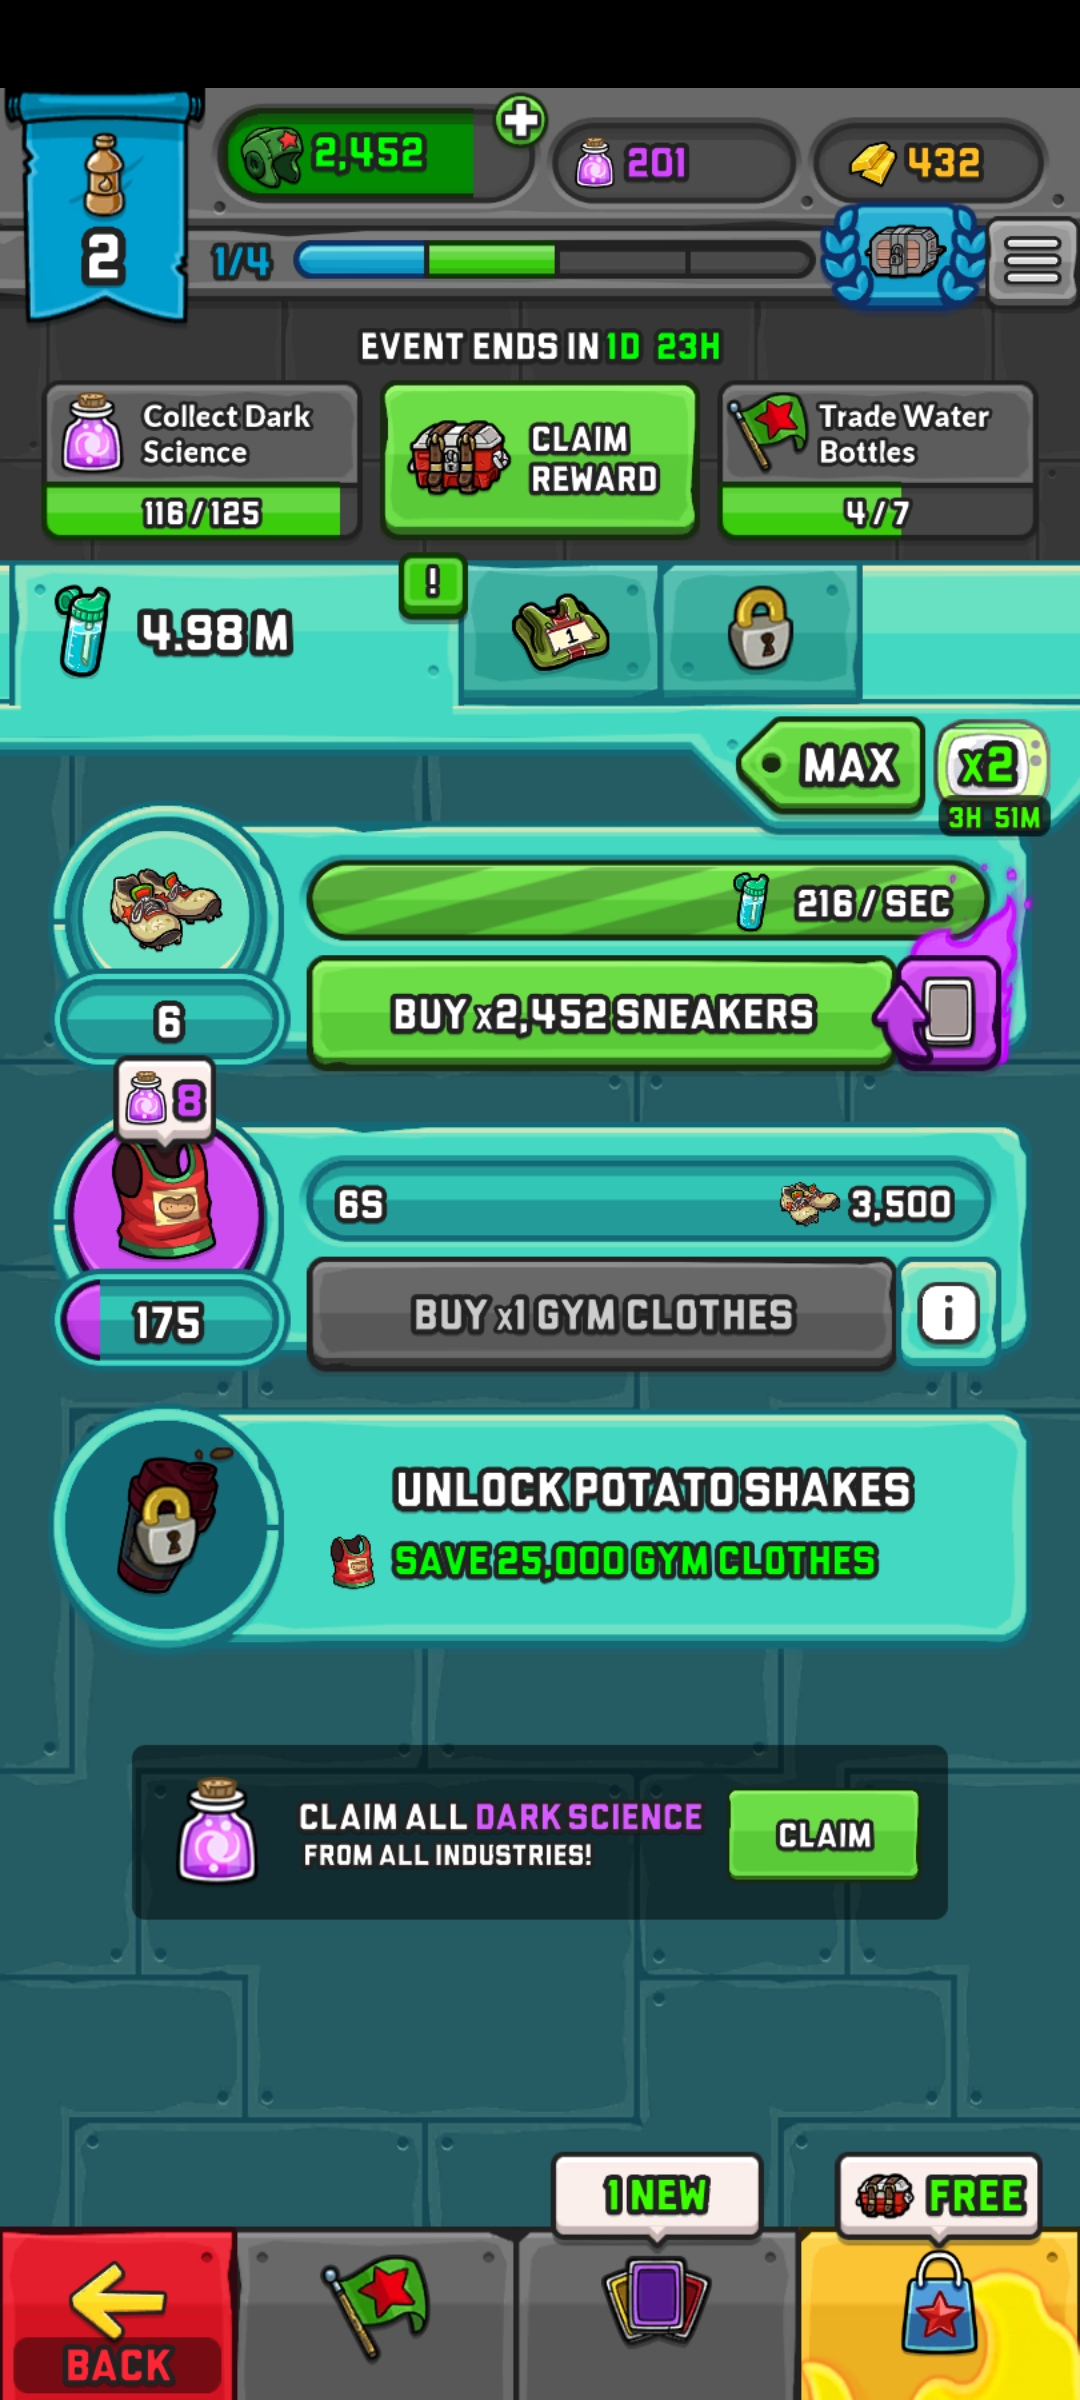 2,452
201
432
2
1/4
EVENT ENDS IN 1D 23H
Collect Dark
Science
116/125
CLAIM
REWARD
Trade Water
Bottles
4/7
4.98 M
!
1
MAX
x2
3H 51M
216/SEC
6
BUY x2,452 SNEAKERS
8
6S
3,500
175
BUY x1 GYM CLOTHES
i
UNLOCK POTATO SHAKES
SAVE 25,000 GYM CLOTHES
CLAIM ALL DARK SCIENCE
FROM ALL INDUSTRIES!
CLAIM
1 NEW
FREE
BACK